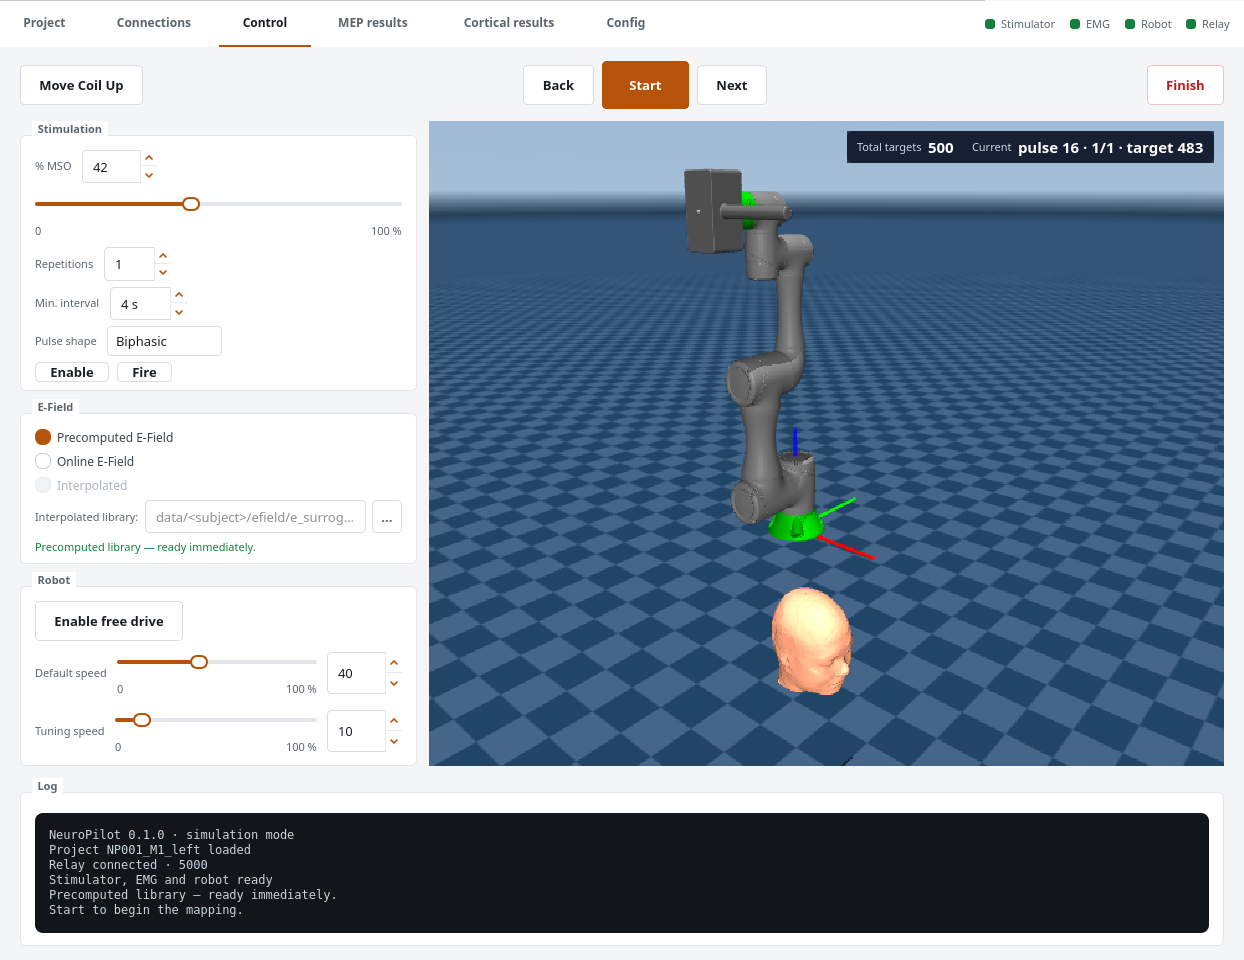 Project
Connections
Control
MEP results
Cortical results
Config
Stimulator
EMG
Robot
Relay
Move Coil Up
Back
Start
Next
Finish
Stimulation
% MSO
42
0
100 %
Repetitions
1
Min. interval
4 s
Pulse shape
Biphasic
Enable
Fire
E-Field
Precomputed E-Field
Online E-Field
Interpolated
Interpolated library:
data/<subject>/efield/e_surrog...
...
Precomputed library — ready immediately.
Robot
Enable free drive
Default speed
0
100 %
40
Tuning speed
0
100 %
10
Total targets 500 Current pulse 16 · 1/1 · target 483
Log
NeuroPilot 0.1.0 · simulation mode
Project NP001_M1_left loaded
Relay connected · 5000
Stimulator, EMG and robot ready
Precomputed library — ready immediately.
Start to begin the mapping.